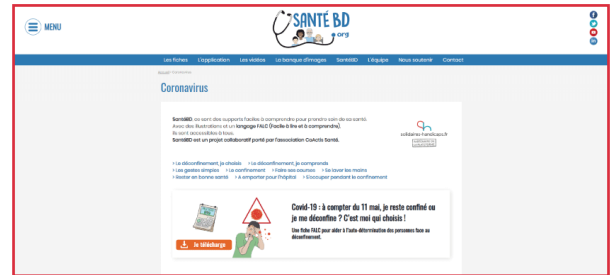 MENU
SANTÉ BD
.org
Les fiches L'application Les vidéos La banque d'images SantéBD L'équipe Nous soutenir Contact
Accueil / Coronavirus
Coronavirus
SantéBD, ce sont des supports faciles à comprendre pour prendre soin de sa santé.
Avec des illustrations et un langage FALC (Facile à lire et à comprendre).
Ils sont accessibles à tous.
SantéBD est un projet collaboratif porté par l'association CoActis Santé.
solidaires-handicaps.fr
> Le déconfinement, je choisis > Le déconfinement, je comprends
> Les gestes simples > Le confinement > Faire ses courses > Se laver les mains
> Rester en bonne santé > A emporter pour l'hôpital > S'occuper pendant le confinement
Covid-19 : à compter du 11 mai, je reste confiné ou
je me déconfine ? C'est moi qui choisis !
Une fiche FALC pour aider à l'auto-détermination des personnes face au
déconfinement.
Je télécharge